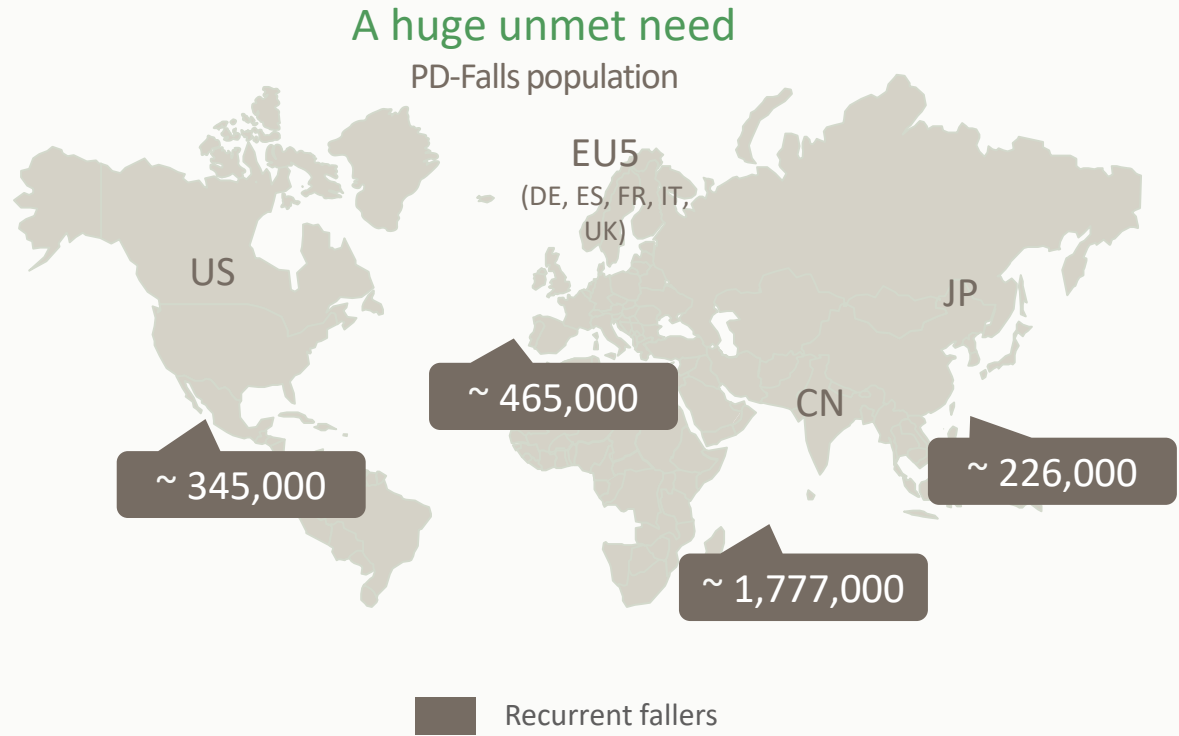 A huge unmet need
PD-Falls population
EU5
(DE, ES, FR, IT,
UK)
US
JP
~ 465,000
CN
~ 345,000
~ 226,000
~ 1,777,000
Recurrent fallers